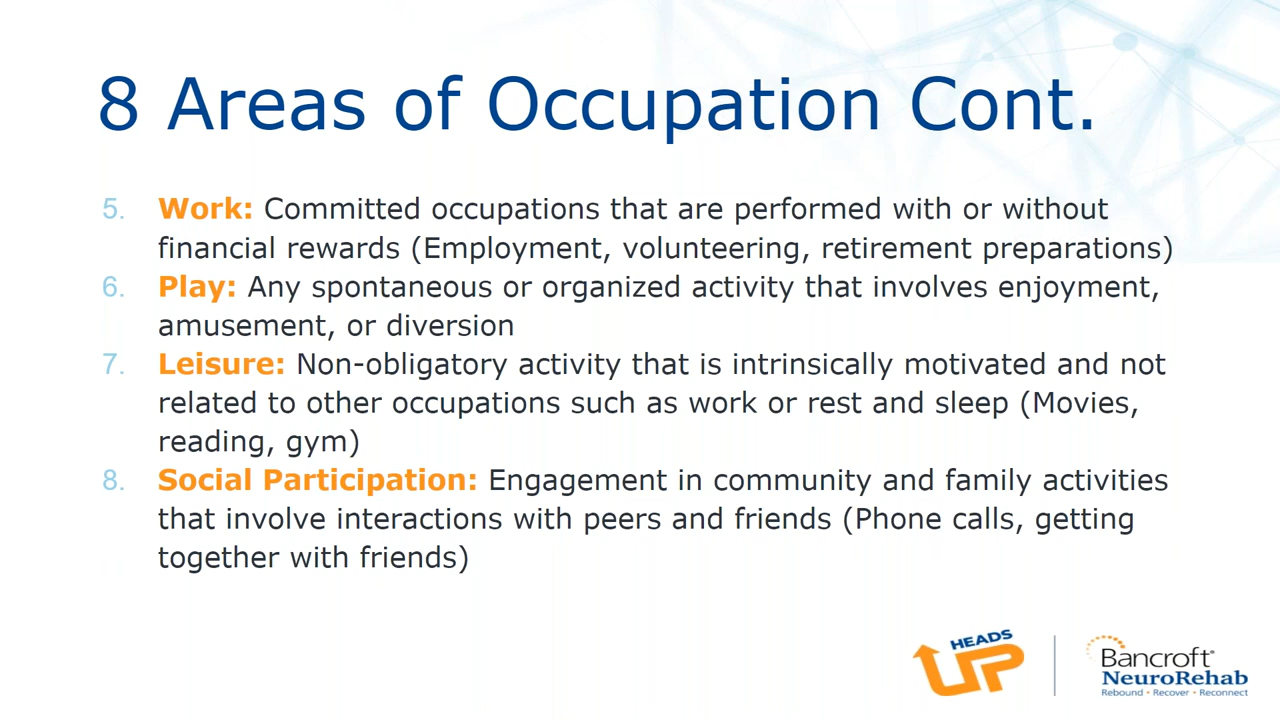 8 Areas of Occupation Cont.
5. Work: Committed occupations that are performed with or without
financial rewards (Employment, volunteering, retirement preparations)
6. Play: Any spontaneous or organized activity that involves enjoyment,
amusement, or diversion
7. Leisure: Non-obligatory activity that is intrinsically motivated and not
related to other occupations such as work or rest and sleep (Movies,
reading, gym)
8. Social Participation: Engagement in community and family activities
that involve interactions with peers and friends (Phone calls, getting
together with friends)
HEADS
UP
Bancroft®
NeuroRehab
Rebound • Recover • Reconnect